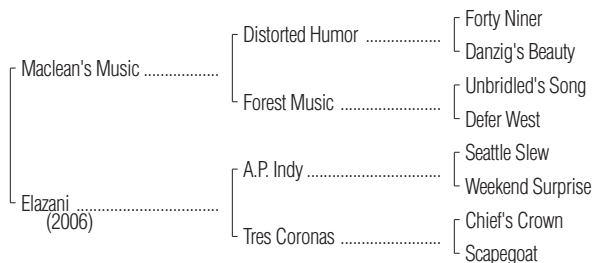 Forty Niner
Distorted Humor ..................
Danzig's Beauty
Maclean's Music .................
Unbridled's Song
Forest Music ........................
Defer West
Seattle Slew
A.P. Indy ................................
Weekend Surprise
Elazani ..................................
(2006)
Chief's Crown
Tres Coronas ........................
Scapegoat